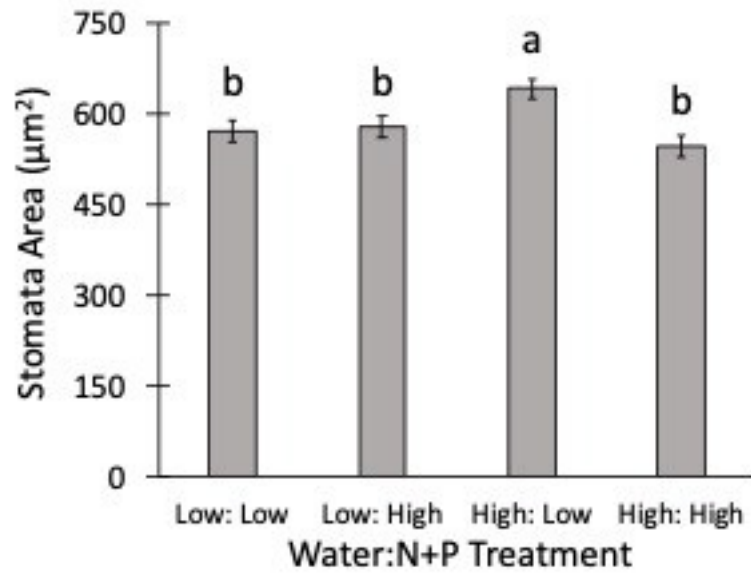 Stomata Area (µm²)
750
600
450
300
150
0
b
b
a
b
Low: Low
Low: High
High: Low
High: High
Water:N+P Treatment